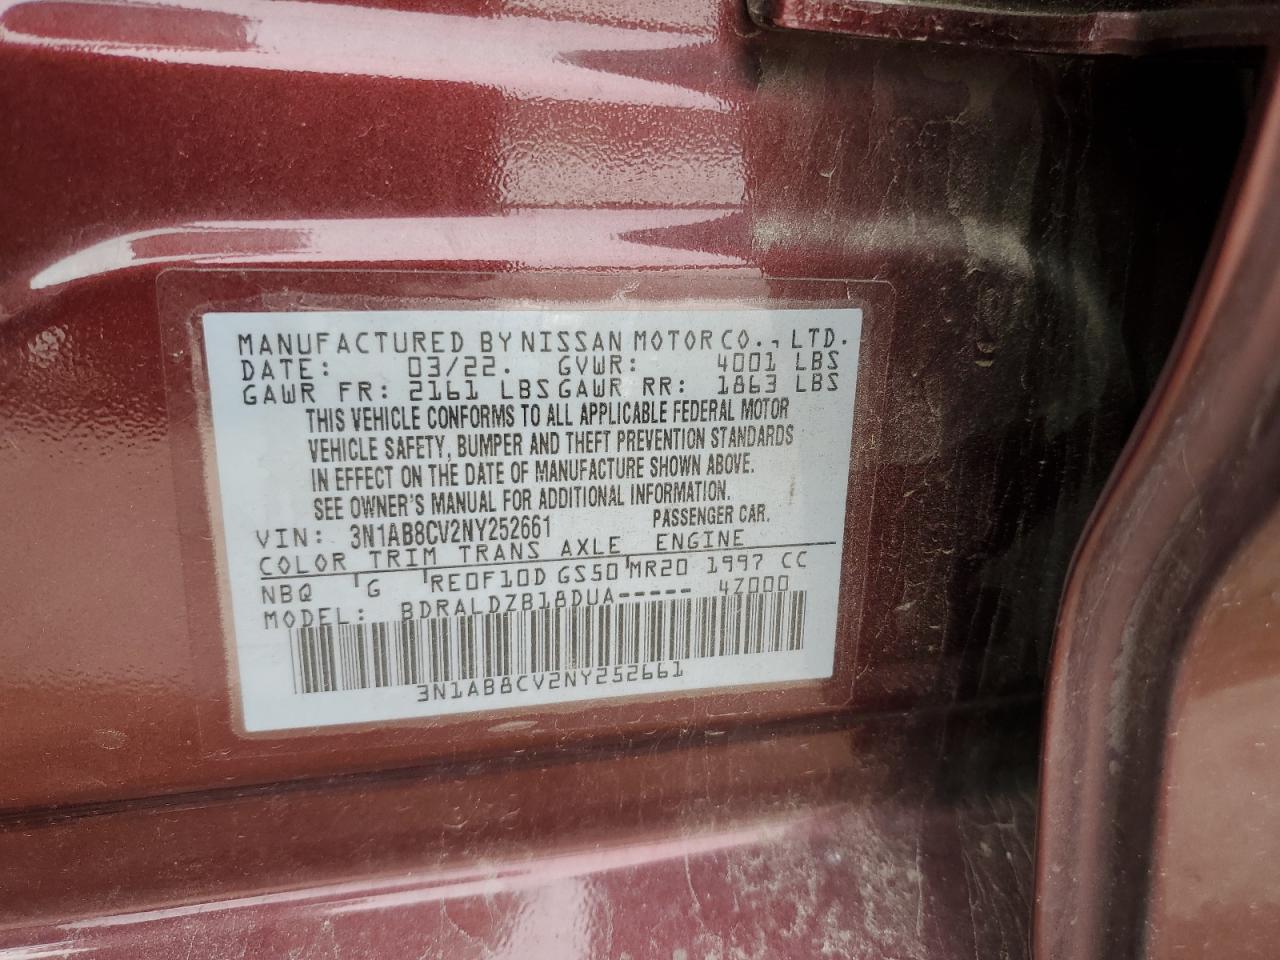 MANUFACTURED BY NISSAN MOTOR CO., LTD.
DATE: 03/22. GVWR: 4001 LBS
GAWR FR: 2161 LBS GAWR RR: 1863 LBS
THIS VEHICLE CONFORMS TO ALL APPLICABLE FEDERAL MOTOR
VEHICLE SAFETY, BUMPER AND THEFT PREVENTION STANDARDS
IN EFFECT ON THE DATE OF MANUFACTURE SHOWN ABOVE.
SEE OWNER'S MANUAL FOR ADDITIONAL INFORMATION.
VIN: 3N1AB8CV2NY252661 PASSENGER CAR.
COLOR TRIM TRANS AXLE ENGINE
NBQ G RE0F10D GS50 MR20 1997 CC
MODEL: BDRALDZB18DUA----- 4Z000
3N1AB8CV2NY252661